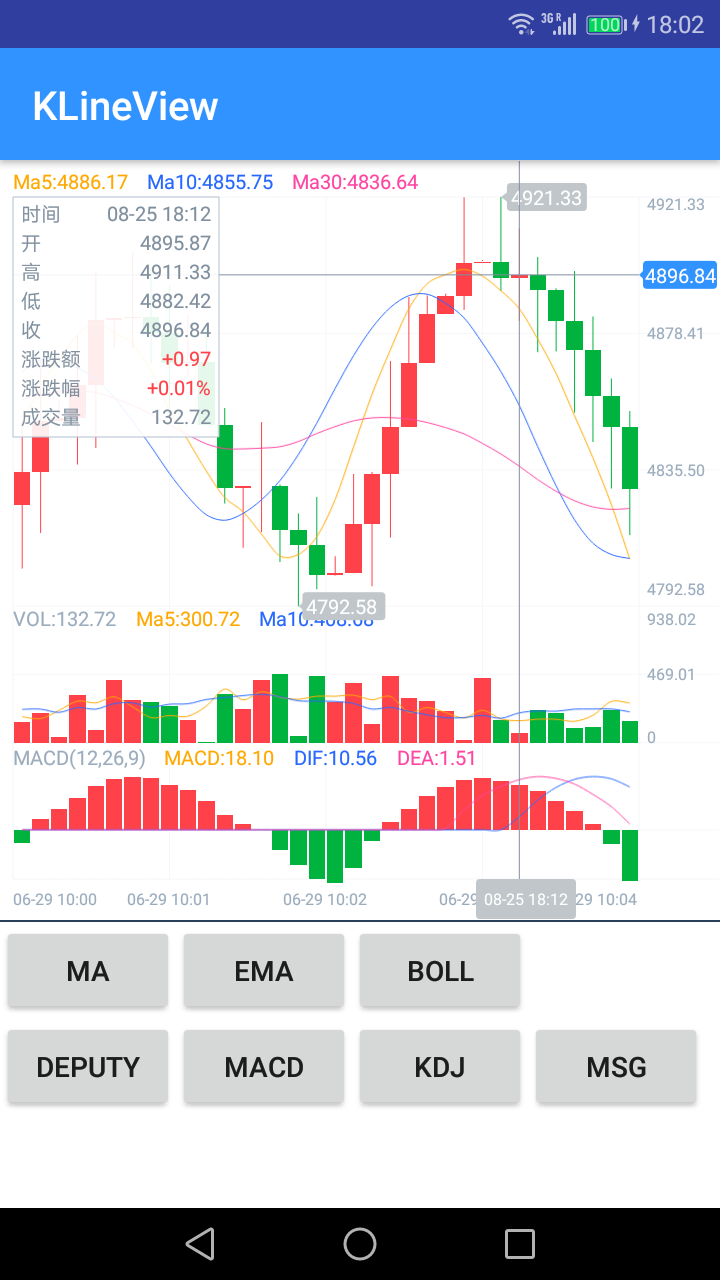 3G R 100 18:02
KLineView
Ma5:4886.17 Ma10:4855.75 Ma30:4836.64
4921.33
4921.33
时间 08-25 18:12
开 4895.87
高 4911.33
低 4882.42
收 4896.84
涨跌额 +0.97
涨跌幅 +0.01%
成交量 132.72
4896.84
4878.41
4835.50
4792.58
4792.58
VOL:132.72 Ma5:300.72 Ma10:408.08
938.02
469.01
0
MACD(12,26,9) MACD:18.10 DIF:10.56 DEA:1.51
06-29 10:00 06-29 10:01 06-29 10:02 06-29 08-25 18:12 29 10:04
MA EMA BOLL
DEPUTY MACD KDJ MSG